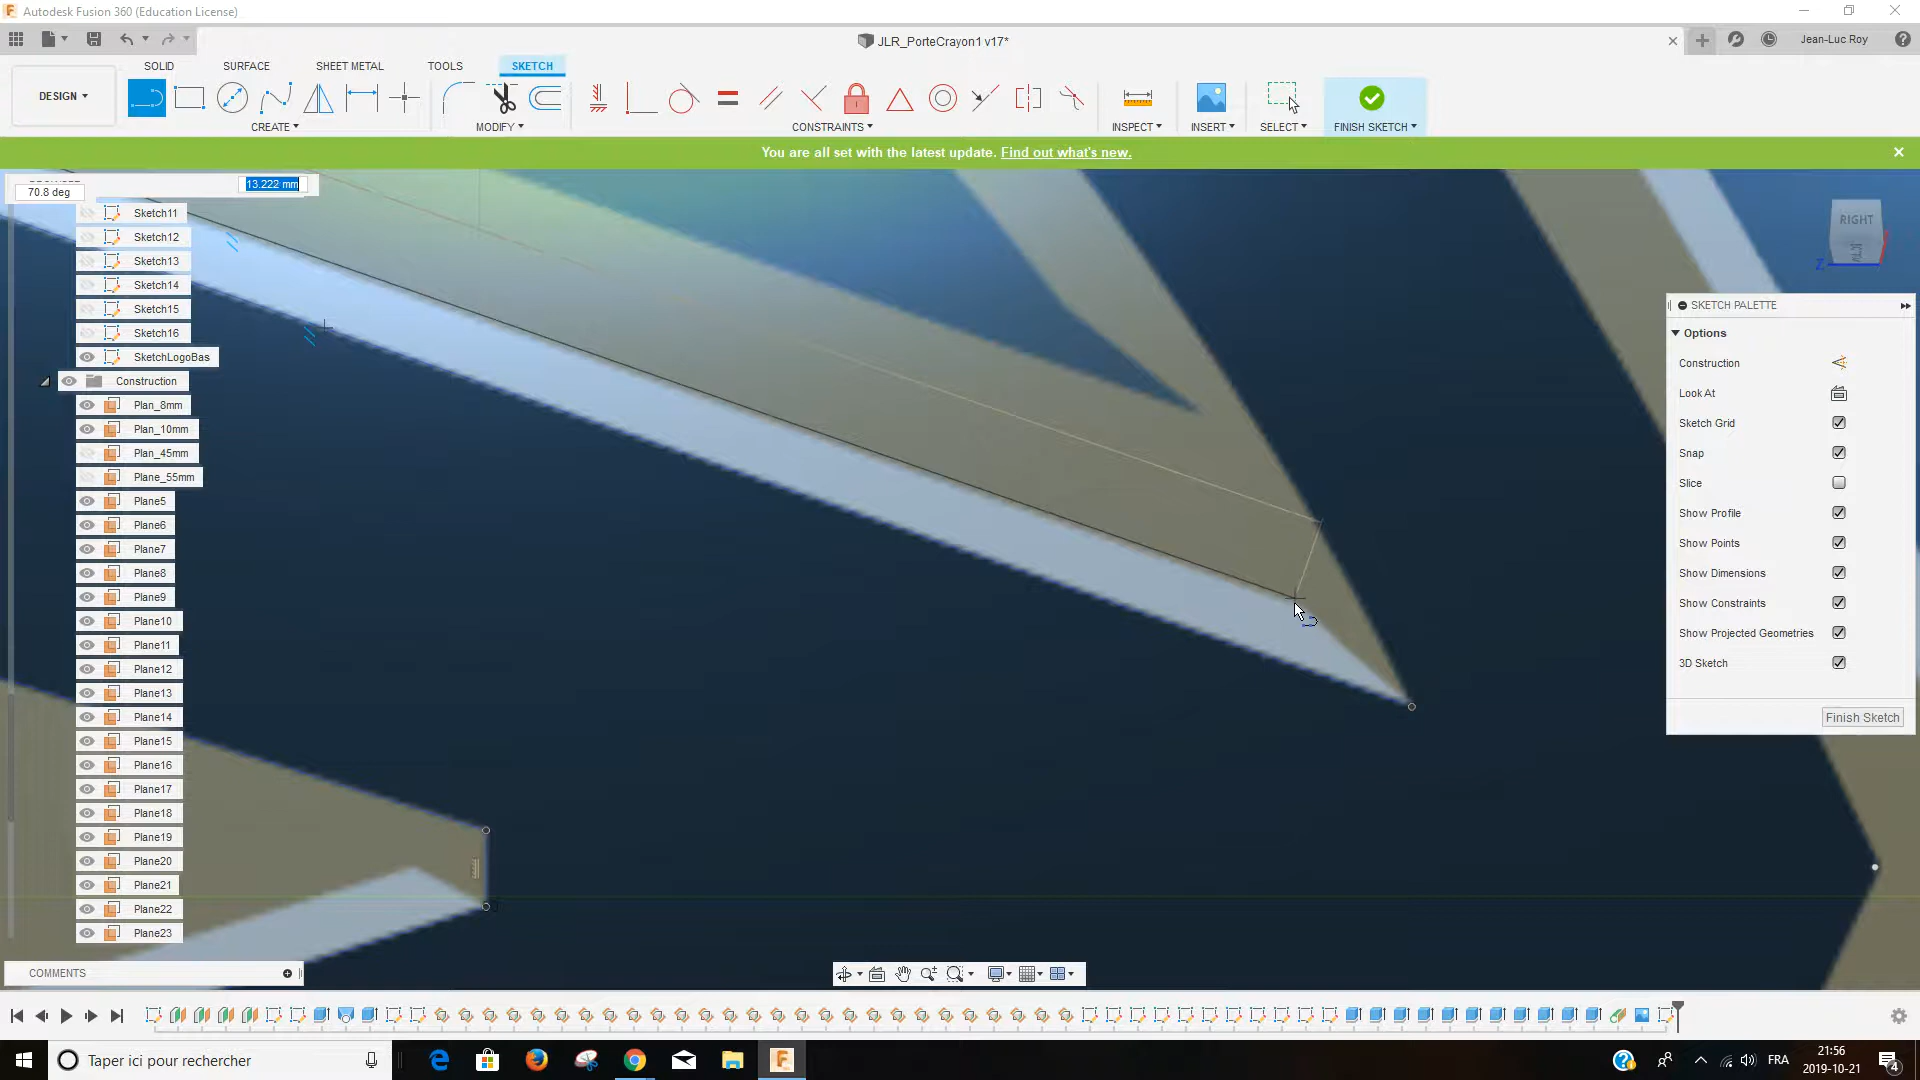 Autodesk Fusion 360 (Education License)
JLR_PorteCrayon1 v17*
Jean-Luc Roy
SOLID SURFACE SHEET METAL TOOLS SKETCH
DESIGN
CREATE MODIFY CONSTRAINTS INSPECT INSERT SELECT FINISH SKETCH
You are all set with the latest update. Find out what's new.
70.8 deg
13.222 mm
Sketch11
Sketch12
Sketch13
Sketch14
Sketch15
Sketch16
SketchLogoBas
Construction
Plan_8mm
Plan_10mm
Plan_45mm
Plane_55mm
Plane5
Plane6
Plane7
Plane8
Plane9
Plane10
Plane11
Plane12
Plane13
Plane14
Plane15
Plane16
Plane17
Plane18
Plane19
Plane20
Plane21
Plane22
Plane23
RIGHT
Z
SKETCH PALETTE
Options
Construction
Look At
Sketch Grid
Snap
Slice
Show Profile
Show Points
Show Dimensions
Show Constraints
Show Projected Geometries
3D Sketch
Finish Sketch
COMMENTS
Taper ici pour rechercher
FRA
21:56
2019-10-21
4